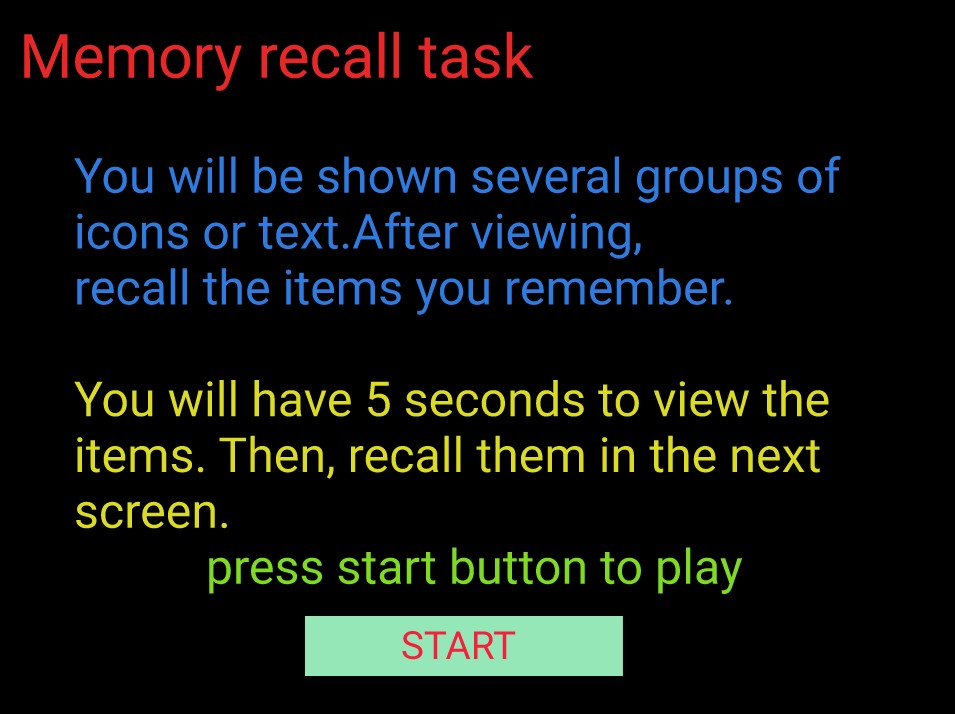 Memory recall task
You will be shown several groups of
icons or text.After viewing,
recall the items you remember.
You will have 5 seconds to view the
items. Then, recall them in the next
screen.
press start button to play
START